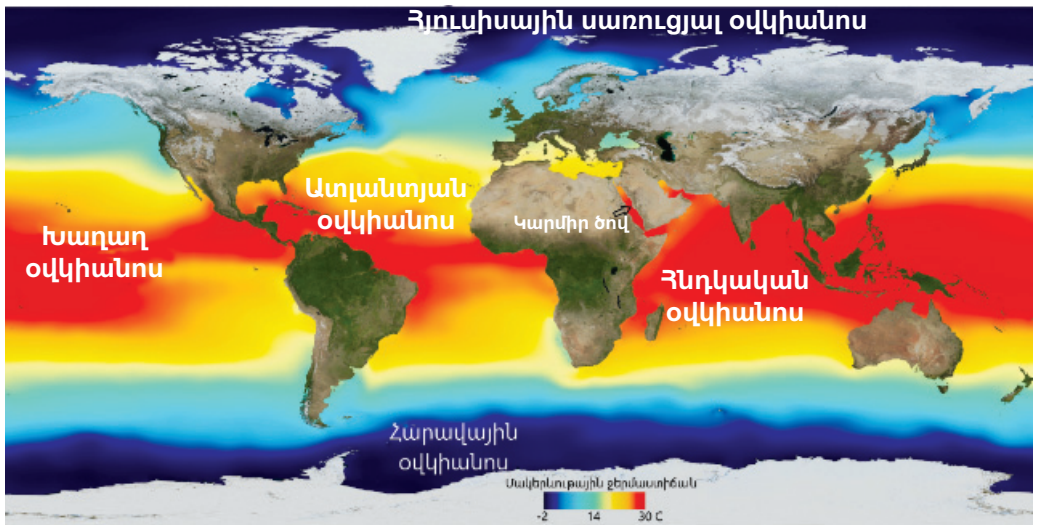 Հյուսիսային սառուցյալ օվկիանոս
Ատլանտյան
օվկիանոս
Կարմիր ծով
Խաղաղ
օվկիանոս
Հնդկական
օվկիանոս
Հարավային
օվկիանոս
Մակերևութային ջերմաստիճան
-2 14 30 C